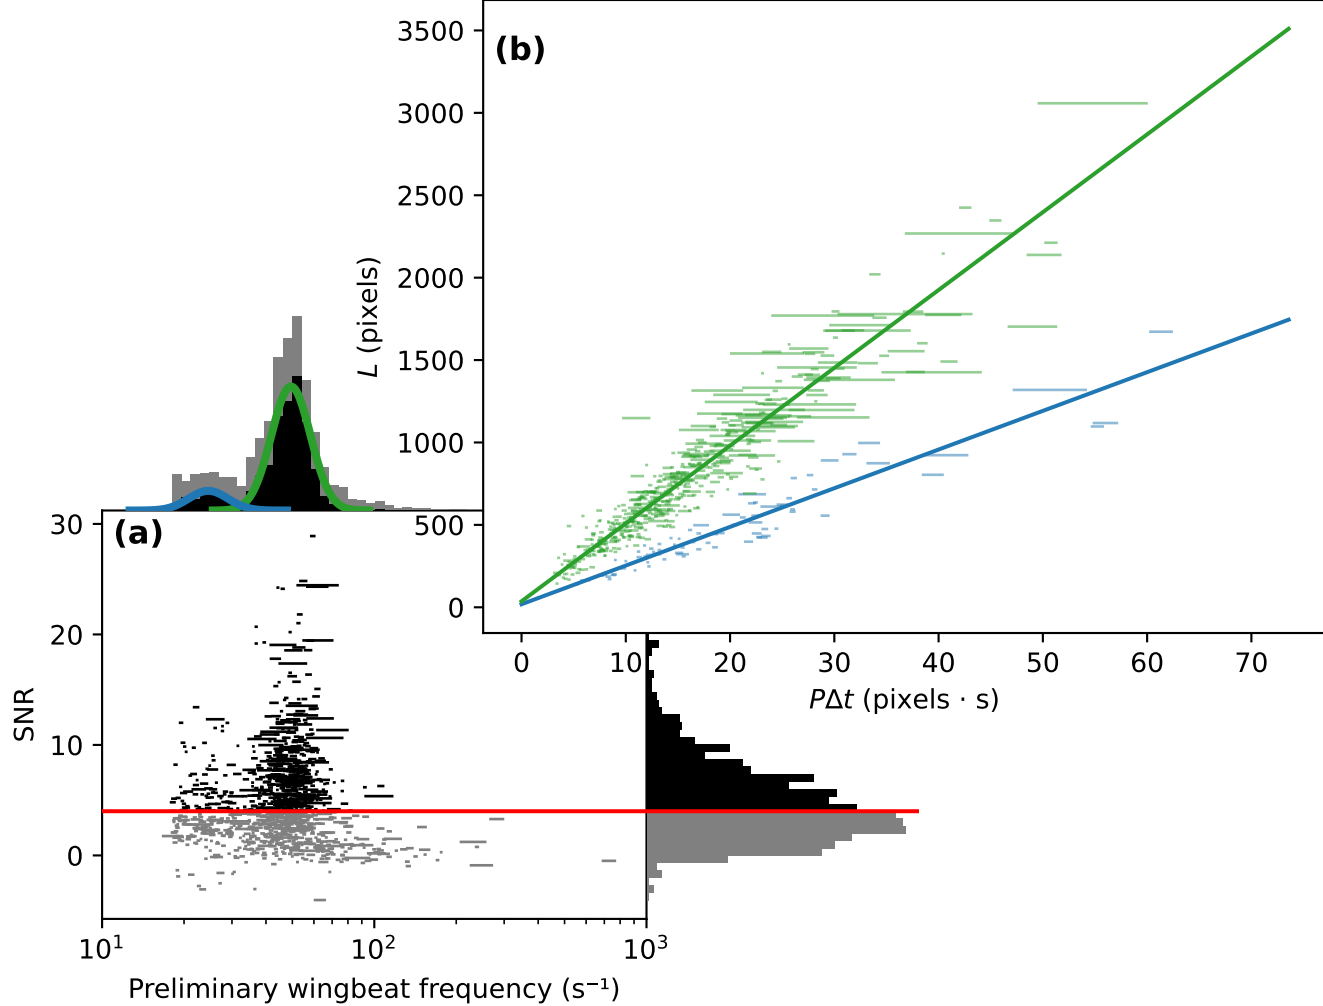 (b)
3500
3000
2500
2000
1500
1000
500
0
L (pixels)
0 10 20 30 40 50 60 70
PΔt (pixels · s)
(a)
30
20
10
0
SNR
10¹ 10² 10³
Preliminary wingbeat frequency (s⁻¹)